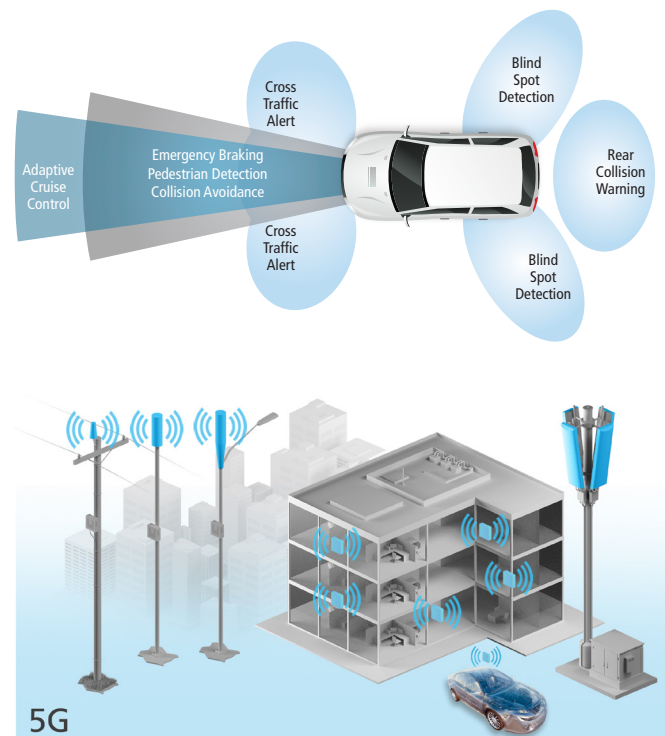 Cross
Traffic
Alert
Blind
Spot
Detection
Adaptive
Cruise
Control
Emergency Braking
Pedestrian Detection
Collision Avoidance
Rear
Collision
Warning
Cross
Traffic
Alert
Blind
Spot
Detection
5G